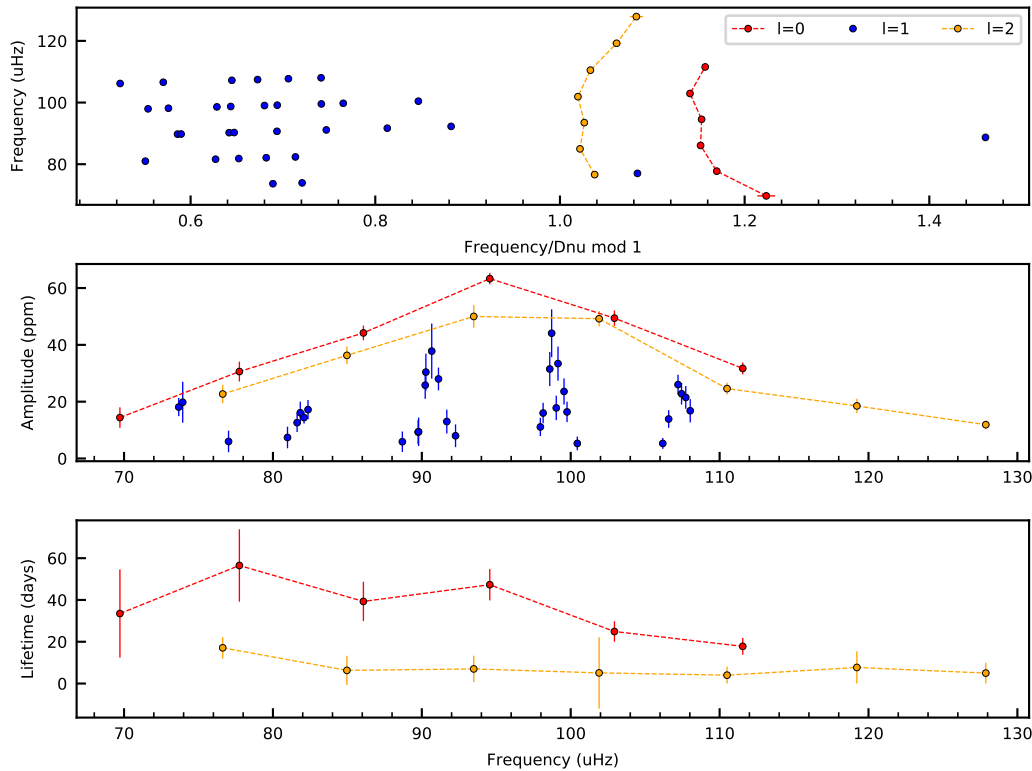 120
100
80
Frequency (uHz)
l=0 l=1 l=2
0.6 0.8 1.0 1.2 1.4
Frequency/Dnu mod 1
60
40
20
0
Amplitude (ppm)
70 80 90 100 110 120 130
60
40
20
0
Lifetime (days)
70 80 90 100 110 120 130
Frequency (uHz)